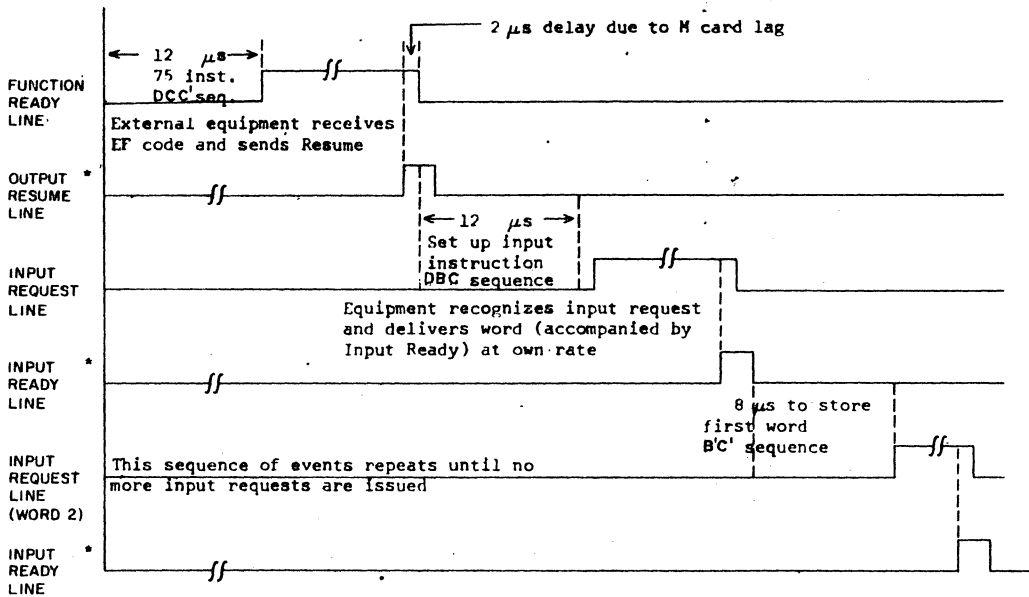 2 μs delay due to M card lag
12 μs
75 inst.
DCC' seq.
FUNCTION
READY
LINE
External equipment receives
EF code and sends Resume
OUTPUT *
RESUME
LINE
12 μs
Set up input
instruction
DBC sequence
INPUT
REQUEST
LINE
Equipment recognizes input request
and delivers word (accompanied by
Input Ready) at own rate
INPUT *
READY
LINE
8 μs to store
first word
B'C' sequence
INPUT
REQUEST
LINE
(WORD 2)
This sequence of events repeats until no
more input requests are issued
INPUT *
READY
LINE